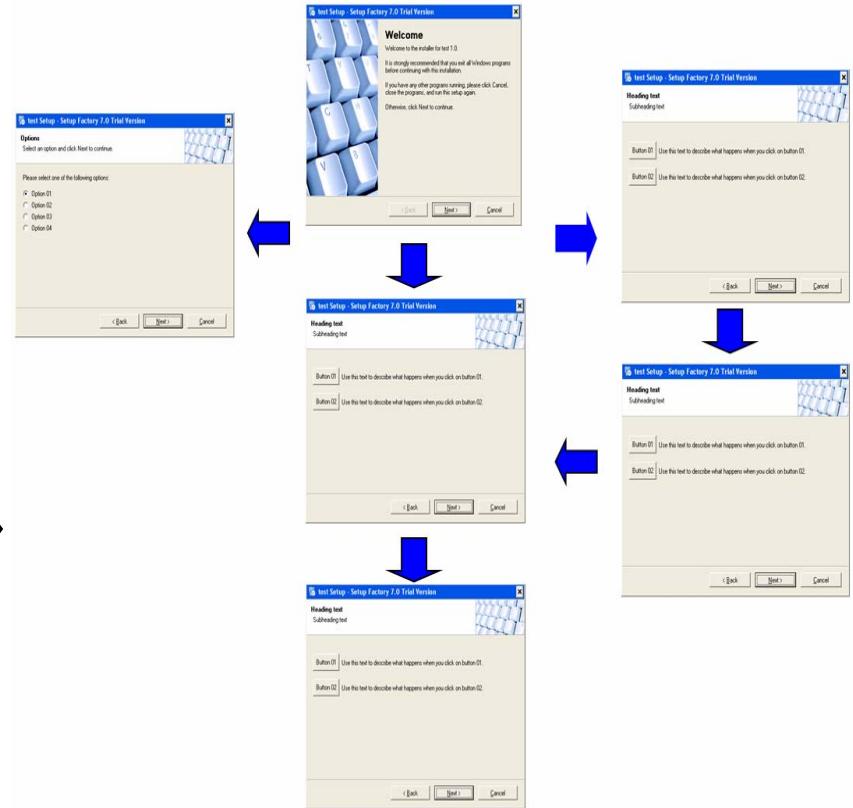 test Setup - Setup Factory 7.0 Trial Version
Welcome
Welcome to the installer for test 1.0.
It is strongly recommended that you exit all Windows programs
before continuing with this installation.
If you have any other programs running, please click Cancel,
close the programs, and run this setup again.
Otherwise, click Next to continue.
< Back
Next >
Cancel
test Setup - Setup Factory 7.0 Trial Version
Options
Select an option and click Next to continue.
Please select one of the following options:
Option 01
Option 02
Option 03
Option 04
< Back
Next >
Cancel
test Setup - Setup Factory 7.0 Trial Version
Heading text
Subheading text
Button 01 Use this text to describe what happens when you click on button 01.
Button 02 Use this text to describe what happens when you click on button 02.
< Back
Next >
Cancel
test Setup - Setup Factory 7.0 Trial Version
Heading text
Subheading text
Button 01 Use this text to describe what happens when you click on button 01.
Button 02 Use this text to describe what happens when you click on button 02.
< Back
Next >
Cancel
test Setup - Setup Factory 7.0 Trial Version
Heading text
Subheading text
Button 01 Use this text to describe what happens when you click on button 01.
Button 02 Use this text to describe what happens when you click on button 02.
< Back
Next >
Cancel
test Setup - Setup Factory 7.0 Trial Version
Heading text
Subheading text
Button 01 Use this text to describe what happens when you click on button 01.
Button 02 Use this text to describe what happens when you click on button 02.
< Back
Next >
Cancel